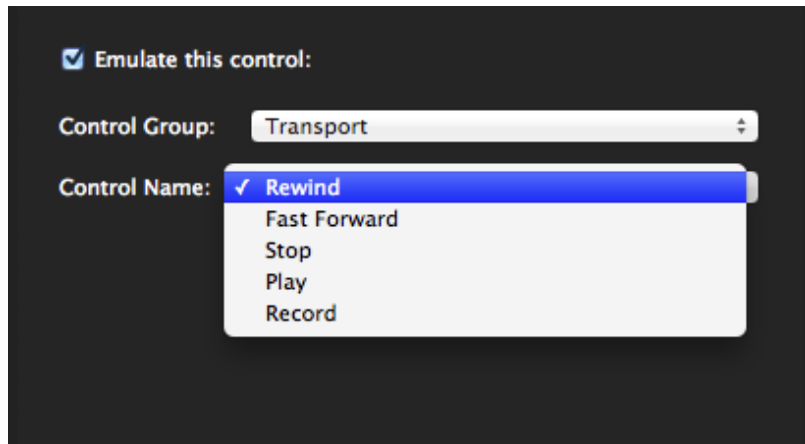 Emulate this control:
Control Group: Transport
Control Name: ✓ Rewind
Fast Forward
Stop
Play
Record